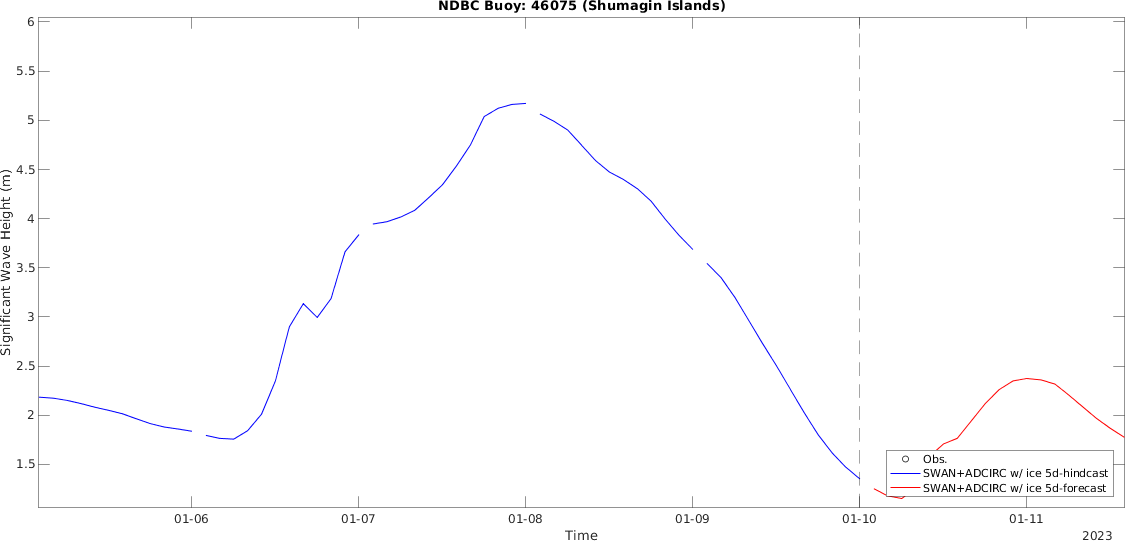 NDBC Buoy: 46075 (Shumagin Islands)
6
5.5
5
4.5
4
3.5
3
2.5
2
1.5
Significant Wave Height (m)
Obs.
SWAN+ADCIRC w/ ice 5d-hindcast
SWAN+ADCIRC w/ ice 5d-forecast
01-06 01-07 01-08 01-09 01-10 01-11
Time
2023